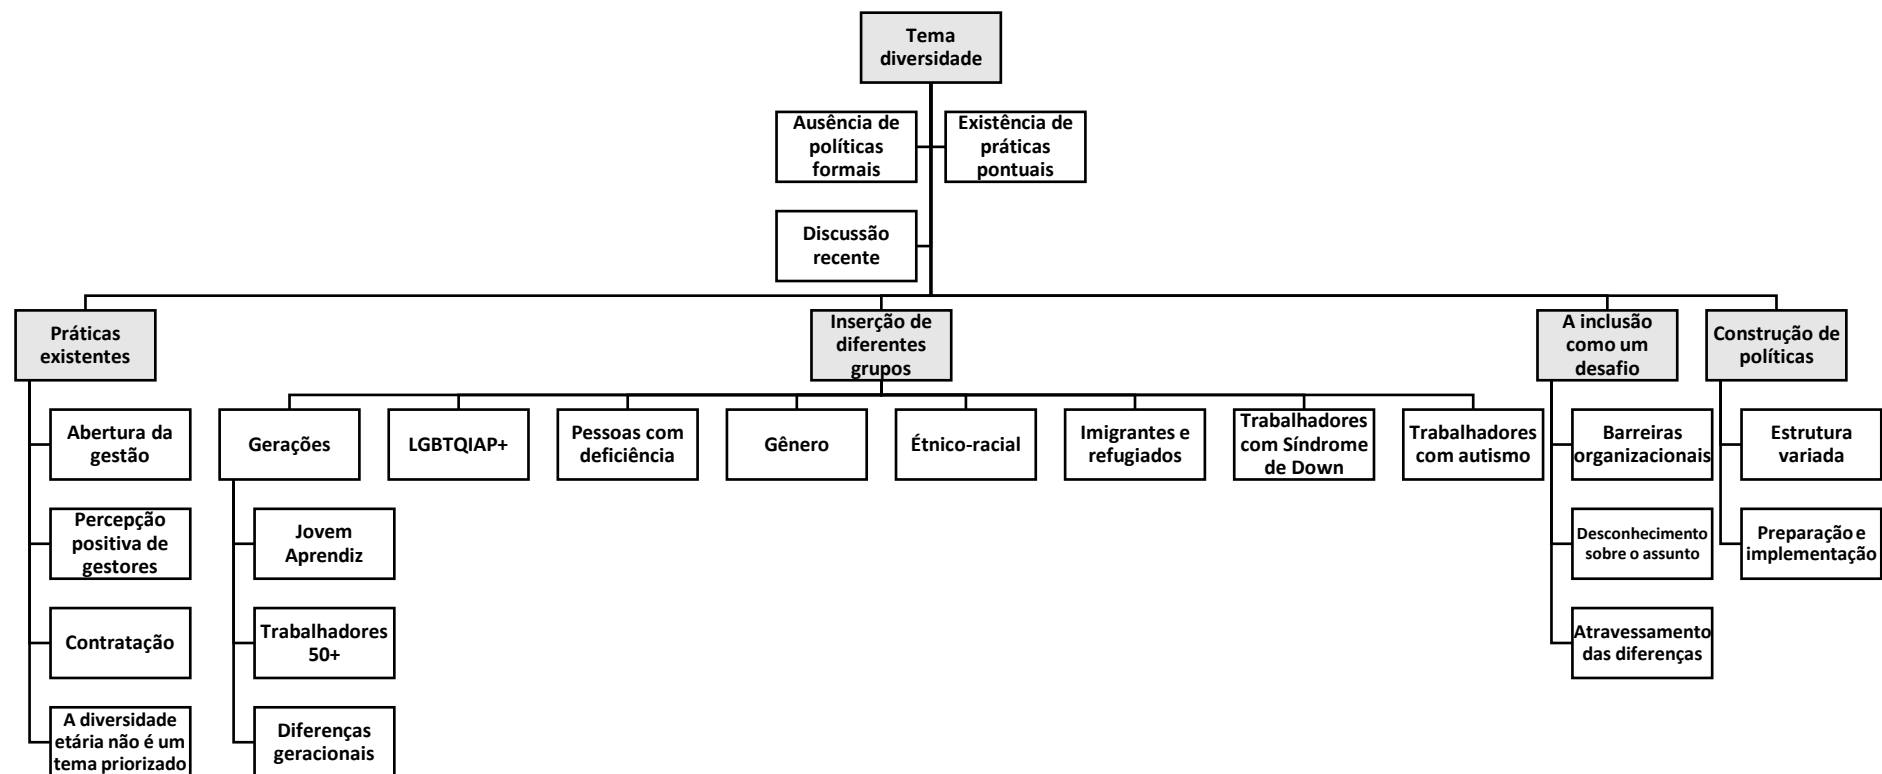 Tema
diversidade
Ausência de
políticas
formais
Existência de
práticas
pontuais
Discussão
recente
Práticas
existentes
Inserção de
diferentes
grupos
A inclusão
como um
desafio
Construção de
políticas
Abertura da
gestão
Percepção
positiva de
gestores
Contratação
A diversidade
etária não é um
tema priorizado
Gerações
LGBTQIAP+
Pessoas com
deficiência
Gênero
Étnico-racial
Imigrantes e
refugiados
Trabalhadores
com Síndrome
de Down
Trabalhadores
com autismo
Jovem
Aprendiz
Trabalhadores
50+
Diferenças
geracionais
Barreiras
organizacionais
Desconhecimento
sobre o assunto
Atravessamento
das diferenças
Estrutura
variada
Preparação e
implementação